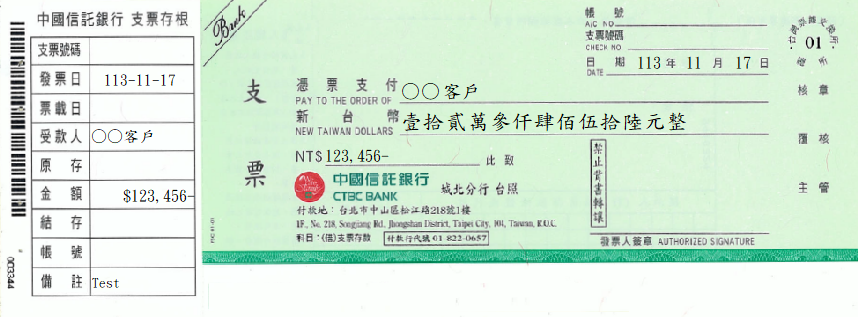 中國信託銀行 支票存根
支票號碼
發票日 113-11-17
票載日
受款人 〇〇客戶
原存
金額 $123,456-
結存
帳號
備註 Test
003344
Bank
支票
帳號
A/C NO.
支票號碼
CHECK NO.
日期 113 年 11 月 17 日
DATE
憑票支付 〇〇客戶
PAY TO THE ORDER OF
新台幣 壹拾貳萬參仟肆佰伍拾陸元整
NEW TAIWAN DOLLARS
NT$ 123,456- 此致
中國信託銀行 城北分行 台照
CTBC BANK
付款地：台北市中山區松江路218號1樓
1F., No. 218, Songjiang Rd., Jhongshan District, Taipei City, 104, Taiwan, R.O.C.
科目：(借)支票存款 付款行代號 01-822-0657
禁止背書轉讓
發票人簽章 AUTHORIZED SIGNATURE
01
核章
覆核
主管